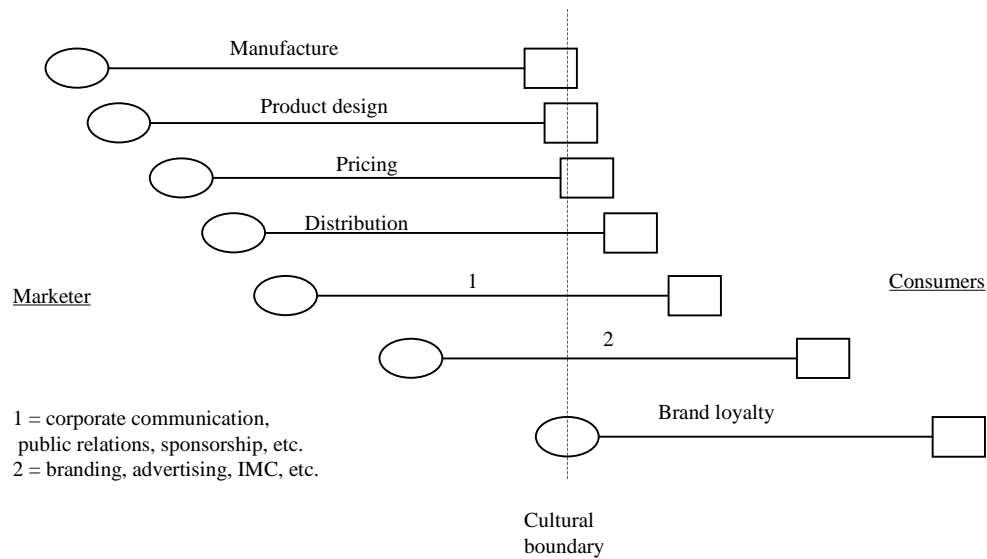 Manufacture
Product design
Pricing
Distribution
1
Marketer
Consumers
2
Brand loyalty
1 = corporate communication,
public relations, sponsorship, etc.
2 = branding, advertising, IMC, etc.
Cultural
boundary